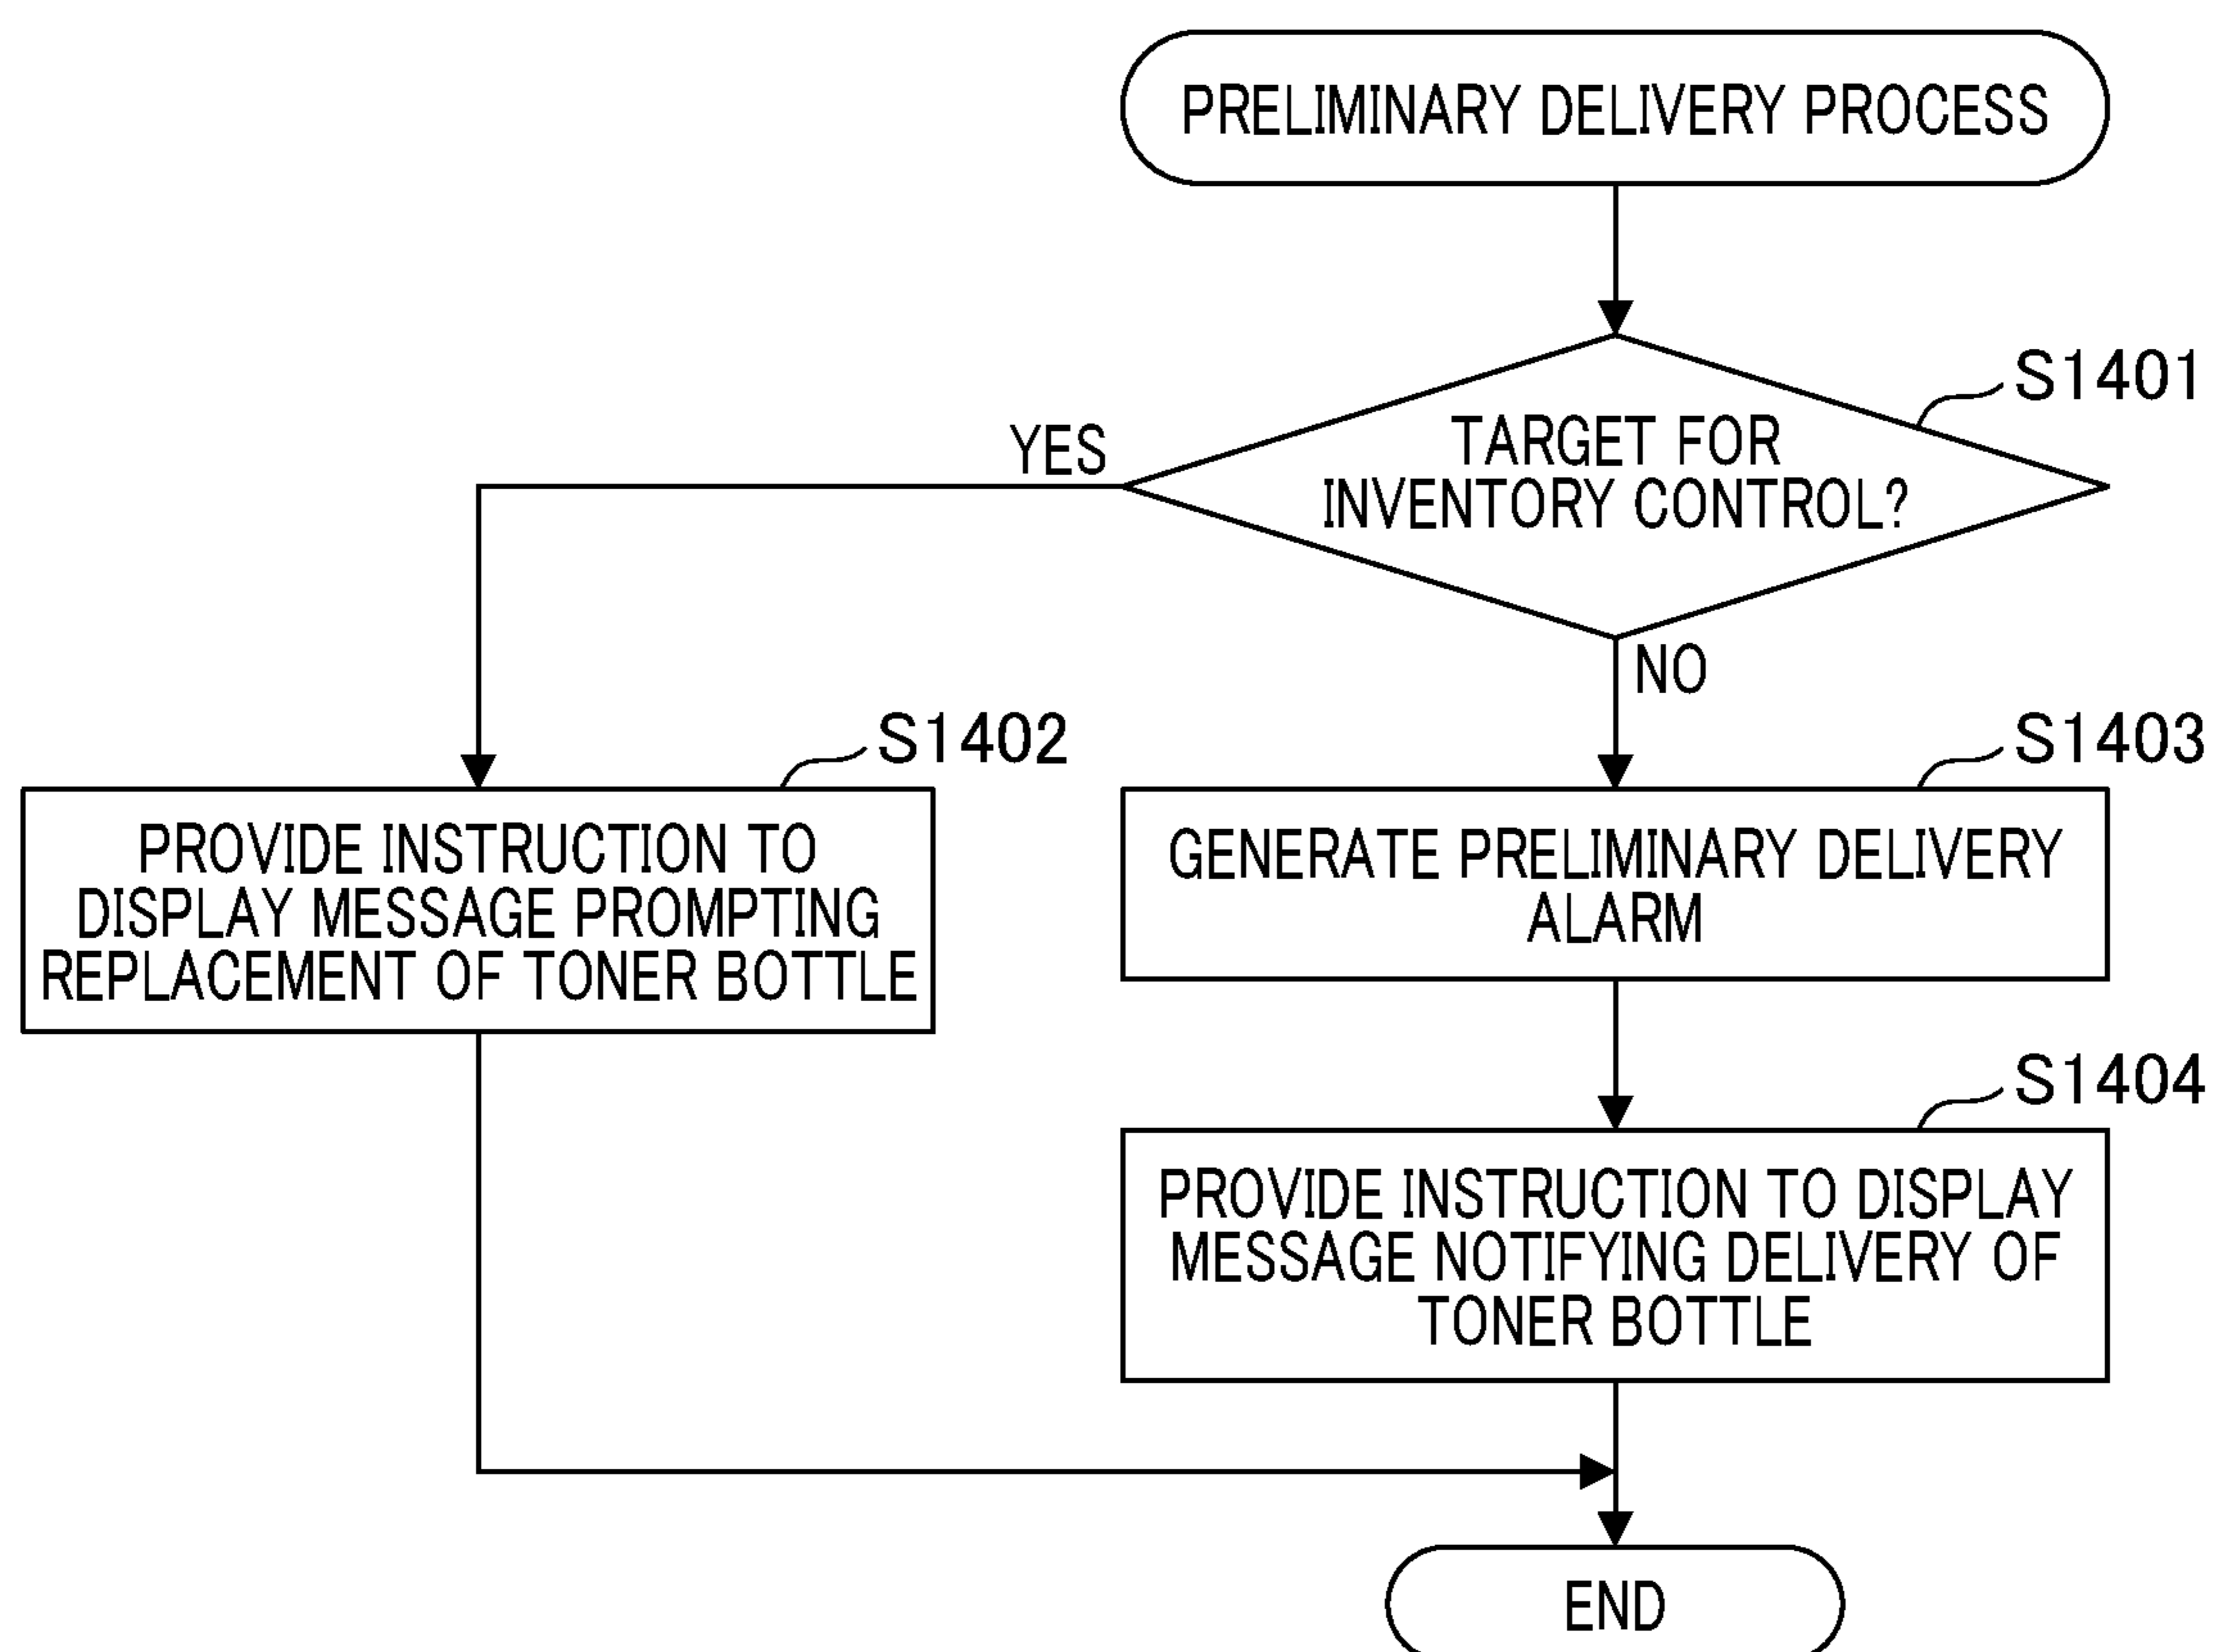 PRELIMINARY DELIVERY PROCESS
S1401
TARGET FOR
INVENTORY CONTROL?
YES
NO
S1402
PROVIDE INSTRUCTION TO
DISPLAY MESSAGE PROMPTING
REPLACEMENT OF TONER BOTTLE
S1403
GENERATE PRELIMINARY DELIVERY
ALARM
S1404
PROVIDE INSTRUCTION TO DISPLAY
MESSAGE NOTIFYING DELIVERY OF
TONER BOTTLE
END